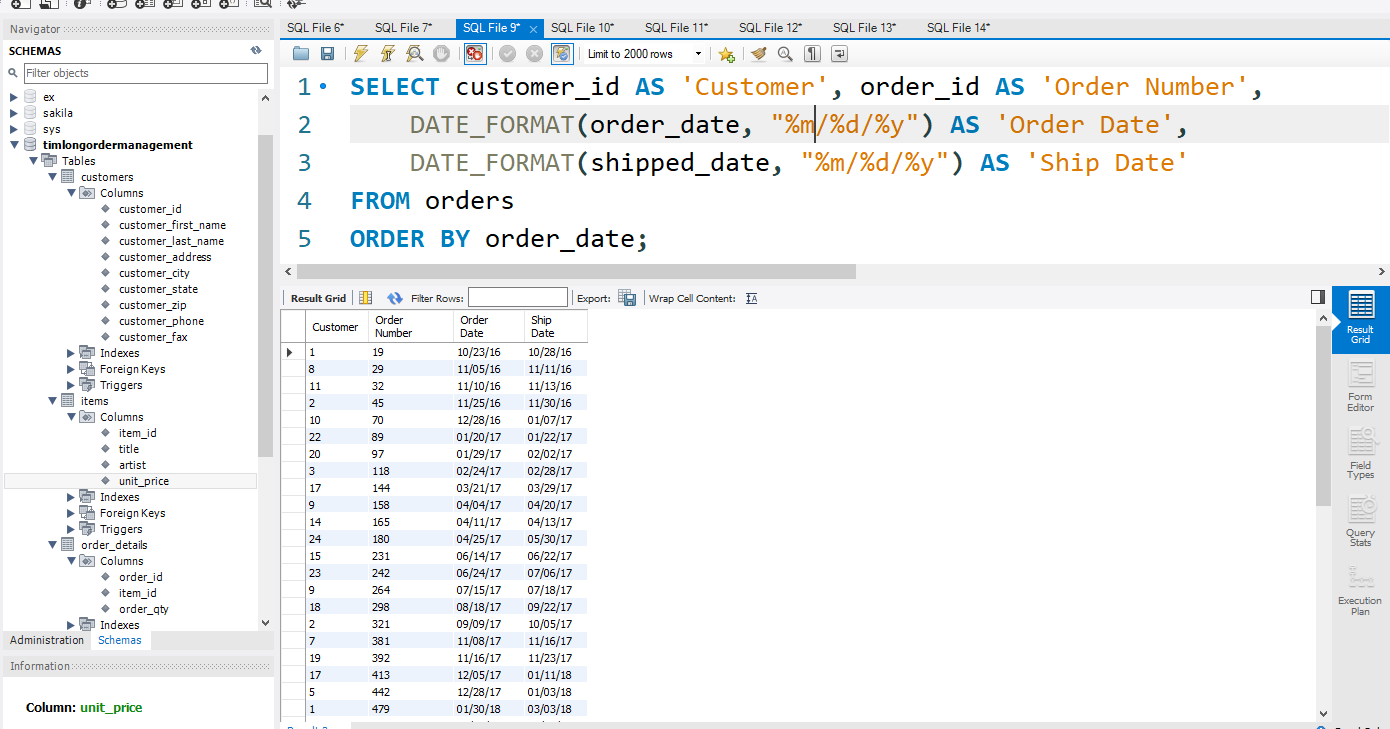 SQL File 6* SQL File 7* SQL File 9* × SQL File 10* SQL File 11* SQL File 12* SQL File 13* SQL File 14*
Navigator
SCHEMAS
Filter objects
ex
sakila
sys
timlongordermanagement
Tables
customers
Columns
customer_id
customer_first_name
customer_last_name
customer_address
customer_city
customer_state
customer_zip
customer_phone
customer_fax
Indexes
Foreign Keys
Triggers
items
Columns
item_id
title
artist
unit_price
Indexes
Foreign Keys
Triggers
order_details
Columns
order_id
item_id
order_qty
Indexes
Administration Schemas
Information
Column: unit_price
Limit to 2000 rows
1 SELECT customer_id AS 'Customer', order_id AS 'Order Number',
2 DATE_FORMAT(order_date, "%m/%d/%y") AS 'Order Date',
3 DATE_FORMAT(shipped_date, "%m/%d/%y") AS 'Ship Date'
4 FROM orders
5 ORDER BY order_date;
Result Grid Filter Rows: Export: Wrap Cell Content:
Customer Order Number Order Date Ship Date
1 19 10/23/16 10/28/16
8 29 11/05/16 11/11/16
11 32 11/10/16 11/13/16
2 45 11/25/16 11/30/16
10 70 12/28/16 01/07/17
22 89 01/20/17 01/22/17
20 97 01/29/17 02/02/17
3 118 02/24/17 02/28/17
17 144 03/21/17 03/29/17
9 158 04/04/17 04/20/17
14 165 04/11/17 04/13/17
24 180 04/25/17 05/30/17
15 231 06/14/17 06/22/17
23 242 06/24/17 07/06/17
9 264 07/15/17 07/18/17
18 298 08/18/17 09/22/17
2 321 09/09/17 10/05/17
7 381 11/08/17 11/16/17
19 392 11/16/17 11/23/17
17 413 12/05/17 01/11/18
5 442 12/28/17 01/03/18
1 479 01/30/18 03/03/18
Result
Grid
Form
Editor
Field
Types
Query
Stats
Execution
Plan